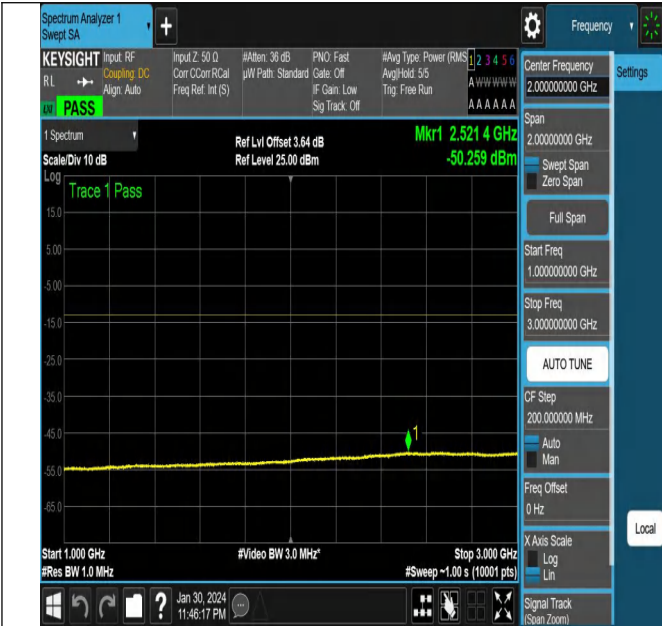 Spectrum Analyzer 1
Swept SA
+
Frequency
KEYSIGHT
RL
LXI
PASS
Input: RF
Coupling: DC
Align: Auto
Input Z: 50 Ω
Corr CCorr RCal
Freq Ref: Int (S)
#Atten: 36 dB
µW Path: Standard
PNO: Fast
Gate: Off
IF Gain: Low
Sig Track: Off
#Avg Type: Power (RMS
Avg|Hold: 5/5
Trig: Free Run
1 2 3 4 5 6
A W W W W W
A A A A A A
1 Spectrum
Scale/Div 10 dB
Ref Lvl Offset 3.64 dB
Ref Level 25.00 dBm
Mkr1 2.521 4 GHz
-50.259 dBm
Log
Trace 1 Pass
15.0
5.00
-5.00
-15.0
-25.0
-35.0
-45.0
-55.0
-65.0
1
Start 1.000 GHz
#Res BW 1.0 MHz
#Video BW 3.0 MHz*
Stop 3.000 GHz
#Sweep ~1.00 s (10001 pts)
?
Jan 30, 2024
11:46:17 PM
Center Frequency
2.000000000 GHz
Span
2.00000000 GHz
Swept Span
Zero Span
Full Span
Start Freq
1.000000000 GHz
Stop Freq
3.000000000 GHz
AUTO TUNE
CF Step
200.000000 MHz
Auto
Man
Freq Offset
0 Hz
X Axis Scale
Log
Lin
Signal Track
(Span Zoom)
Settings
Local